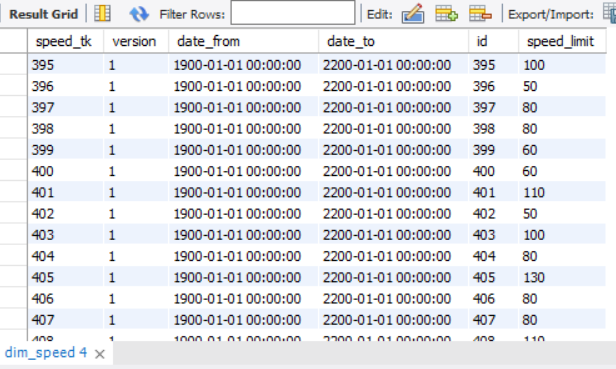 Result Grid Filter Rows: Edit: Export/Import:
speed_tk version date_from date_to id speed_limit
395 1 1900-01-01 00:00:00 2200-01-01 00:00:00 395 100
396 1 1900-01-01 00:00:00 2200-01-01 00:00:00 396 50
397 1 1900-01-01 00:00:00 2200-01-01 00:00:00 397 80
398 1 1900-01-01 00:00:00 2200-01-01 00:00:00 398 80
399 1 1900-01-01 00:00:00 2200-01-01 00:00:00 399 60
400 1 1900-01-01 00:00:00 2200-01-01 00:00:00 400 60
401 1 1900-01-01 00:00:00 2200-01-01 00:00:00 401 110
402 1 1900-01-01 00:00:00 2200-01-01 00:00:00 402 50
403 1 1900-01-01 00:00:00 2200-01-01 00:00:00 403 100
404 1 1900-01-01 00:00:00 2200-01-01 00:00:00 404 80
405 1 1900-01-01 00:00:00 2200-01-01 00:00:00 405 130
406 1 1900-01-01 00:00:00 2200-01-01 00:00:00 406 80
407 1 1900-01-01 00:00:00 2200-01-01 00:00:00 407 80
408 1 1900-01-01 00:00:00 2200-01-01 00:00:00 408 110
dim_speed 4